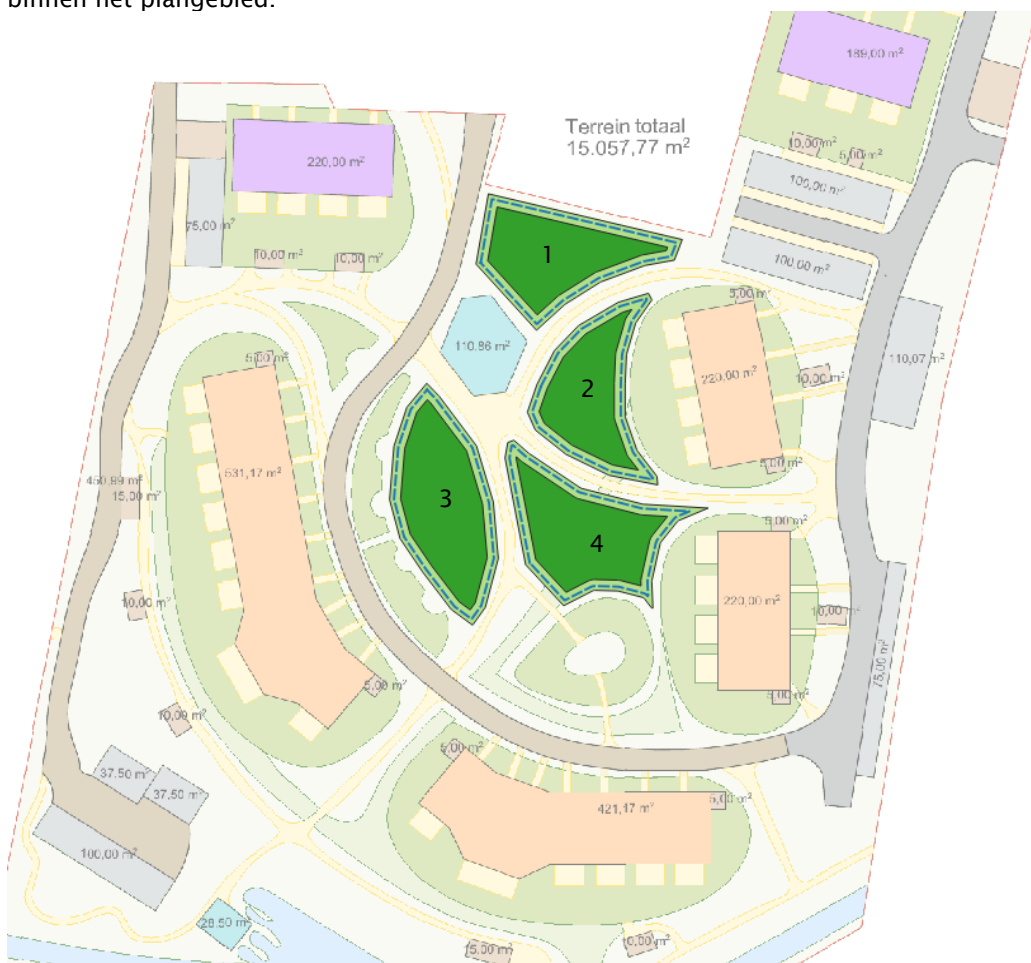 binnen het plangebied.
189,00 m²
Terrein totaal
15.057,77 m²
10,00 m²
5,00 m²
220,00 m²
100,00 m²
75,00 m²
10,00 m²
10,00 m²
1
100,00 m²
5,00 m²
110,86 m²
110,07 m²
5,00 m²
220,00 m²
10,00 m²
2
531,17 m²
5,00 m²
450,99 m²
15,00 m²
3
5,00 m²
4
10,00 m²
220,00 m²
10,00 m²
75,00 m²
5,00 m²
5,00 m²
10,00 m²
5,00 m²
37,50 m²
37,50 m²
5,00 m²
421,17 m²
100,00 m²
28,50 m²
15,00 m²
10,00 m²